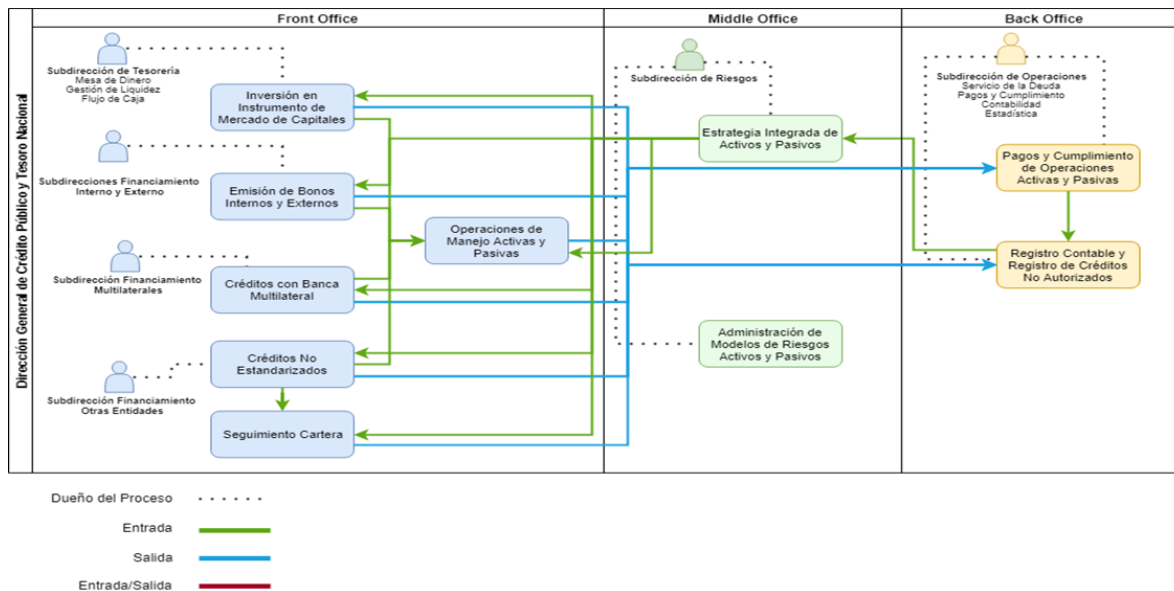 Front Office
Middle Office
Back Office
Dirección General de Crédito Público y Tesoro Nacional
Subdirección de Tesorería
Mesa de Dinero
Gestión de Liquidez
Flujo de Caja
Inversión en
Instrumento de
Mercado de Capitales
Subdirecciones Financiamiento
Interno y Externo
Emisión de Bonos
Internos y Externos
Operaciones de
Manejo Activas y
Pasivas
Subdirección Financiamiento
Multilaterales
Créditos con Banca
Multilateral
Créditos No
Estandarizados
Subdirección Financiamiento
Otras Entidades
Seguimiento Cartera
Subdirección de Riesgos
Estrategia Integrada de
Activos y Pasivos
Administración de
Modelos de Riesgos
Activos y Pasivos
Subdirección de Operaciones
Servicio de la Deuda
Pagos y Cumplimiento
Contabilidad
Estadística
Pagos y Cumplimiento
de Operaciones
Activas y Pasivas
Registro Contable y
Registro de Créditos
No Autorizados
Dueño del Proceso
Entrada
Salida
Entrada/Salida